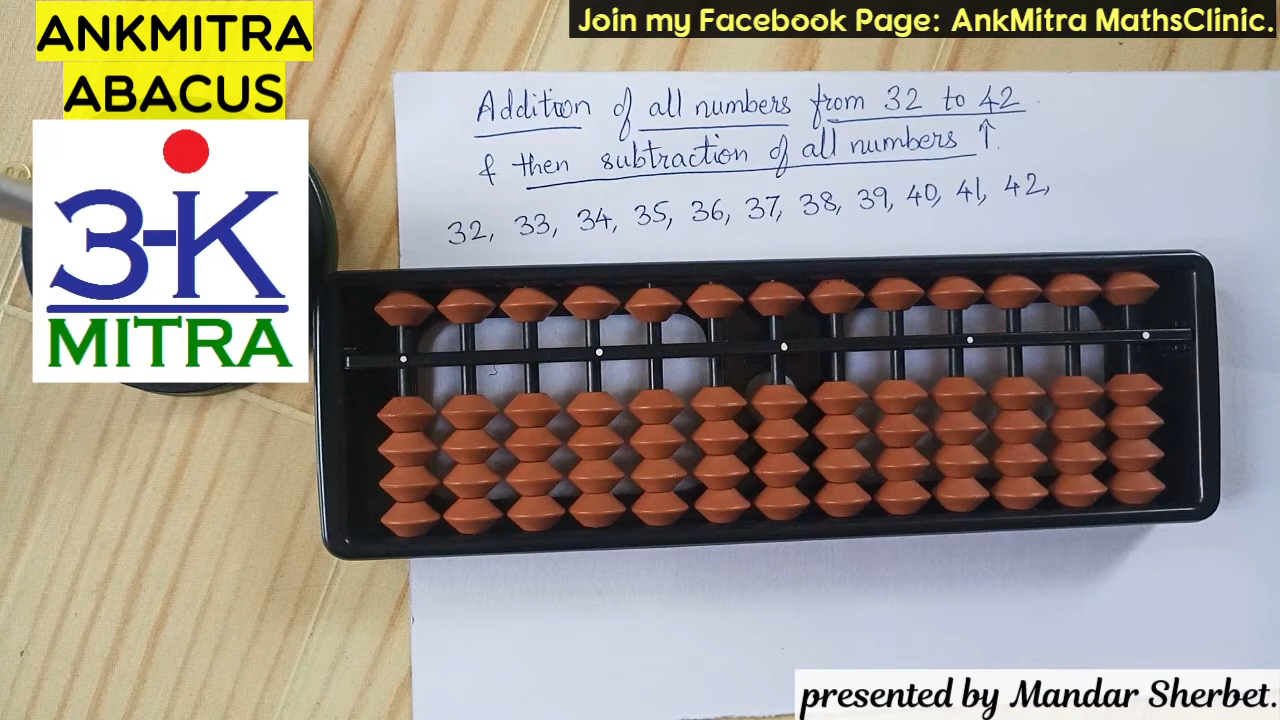 ANKMITRA
ABACUS
3-K
MITRA
Join my Facebook Page: AnkMitra MathsClinic.
Addition of all numbers from 32 to 42
& then subtraction of all numbers ↑.
32, 33, 34, 35, 36, 37, 38, 39, 40, 41, 42,
presented by Mandar Sherbet.